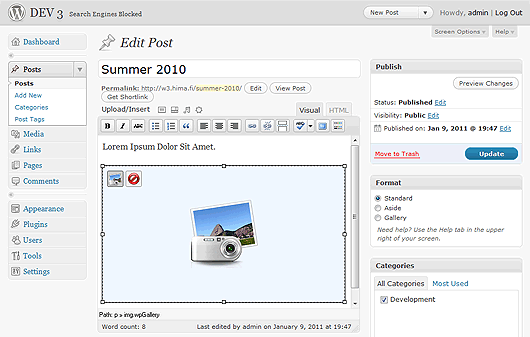 DEV 3 Search Engines Blocked
New Post
Howdy, admin | Log Out
Screen Options
Help
Dashboard
Posts
Posts
Add New
Categories
Post Tags
Media
Links
Pages
Comments
Appearance
Plugins
Users
Tools
Settings
Edit Post
Summer 2010
Permalink: http://w3.hima.fi/summer-2010/ Edit View Post
Get Shortlink
Upload/Insert
Visual HTML
B I ABC
ABC
Lorem Ipsum Dolor Sit Amet.
Path: p » img.wpGallery
Word count: 8 Last edited by admin on January 9, 2011 at 19:47
Publish
Preview Changes
Status: Published Edit
Visibility: Public Edit
Published on: Jan 9, 2011 @ 19:47 Edit
Move to Trash Update
Format
Standard
Aside
Gallery
Need help? Use the Help tab in the upper
right of your screen.
Categories
All Categories Most Used
Development